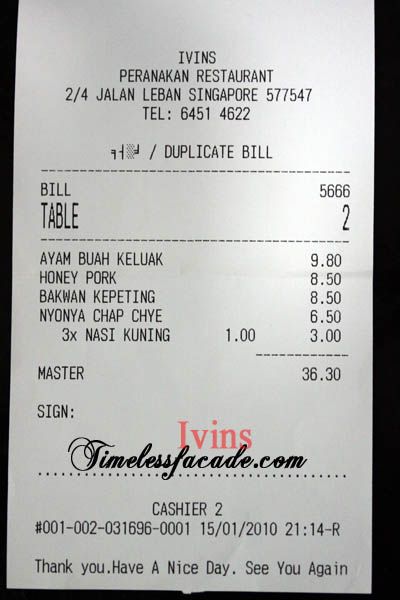 IVINS
PERANAKAN RESTAURANT
2/4 JALAN LEBAN SINGAPORE 577547
TEL: 6451 4622
/ DUPLICATE BILL
BILL 5666
TABLE 2
AYAM BUAH KELUAK 9.80
HONEY PORK 8.50
BAKWAN KEPETING 8.50
NYONYA CHAP CHYE 6.50
3x NASI KUNING 1.00 3.00
MASTER 36.30
SIGN:
Ivins
Timelessfacade.com
CASHIER 2
#001-002-031696-0001 15/01/2010 21:14-R
Thank you.Have A Nice Day. See You Again